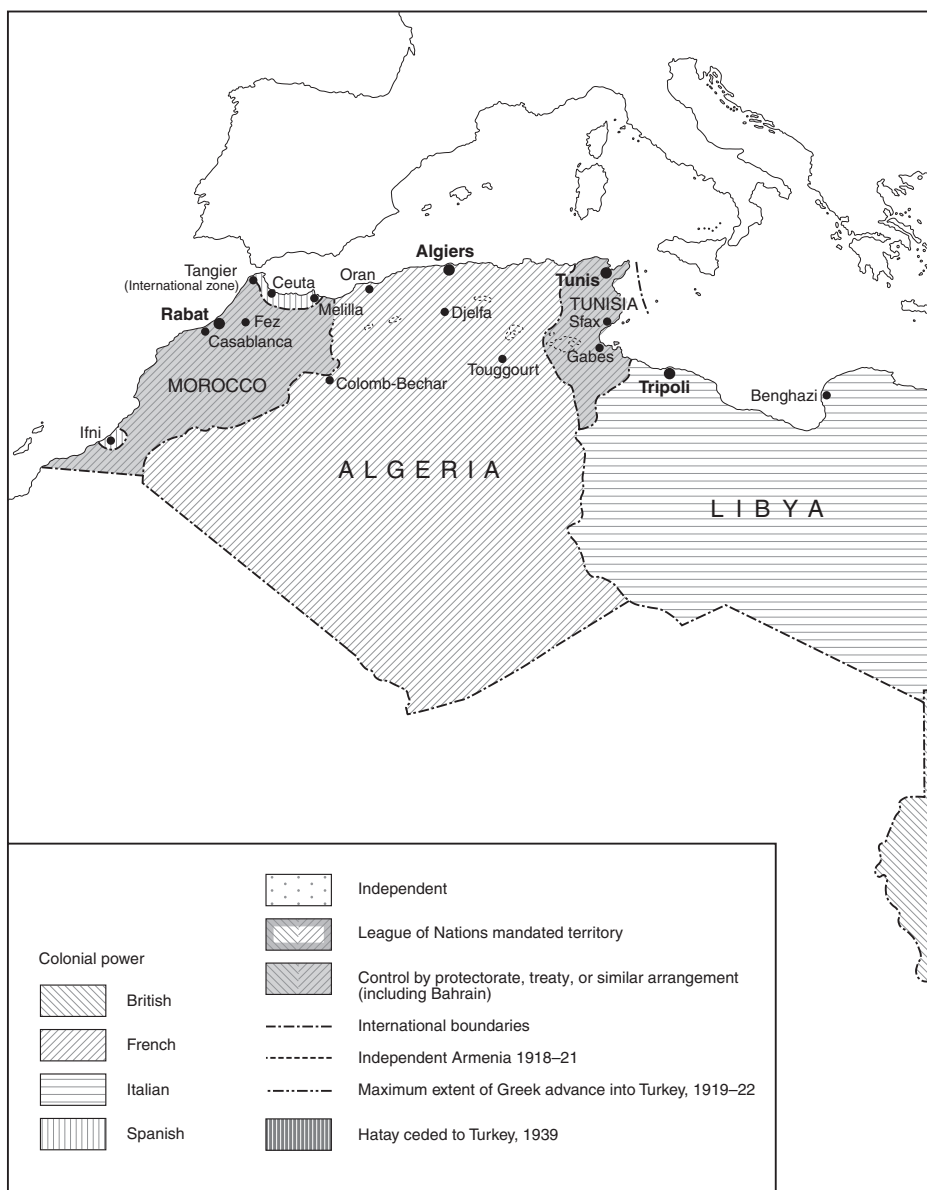 Algiers
Tangier
(International zone)
Ceuta
Oran
Melilla
Tunis
TUNISIA
Rabat
Fez
Casablanca
Djelfa
Sfax
Gabes
Touggourt
MOROCCO
Colomb-Bechar
Tripoli
Benghazi
Ifni
ALGERIA
LIBYA
Colonial power
British
French
Italian
Spanish
Independent
League of Nations mandated territory
Control by protectorate, treaty, or similar arrangement
(including Bahrain)
International boundaries
Independent Armenia 1918–21
Maximum extent of Greek advance into Turkey, 1919–22
Hatay ceded to Turkey, 1939